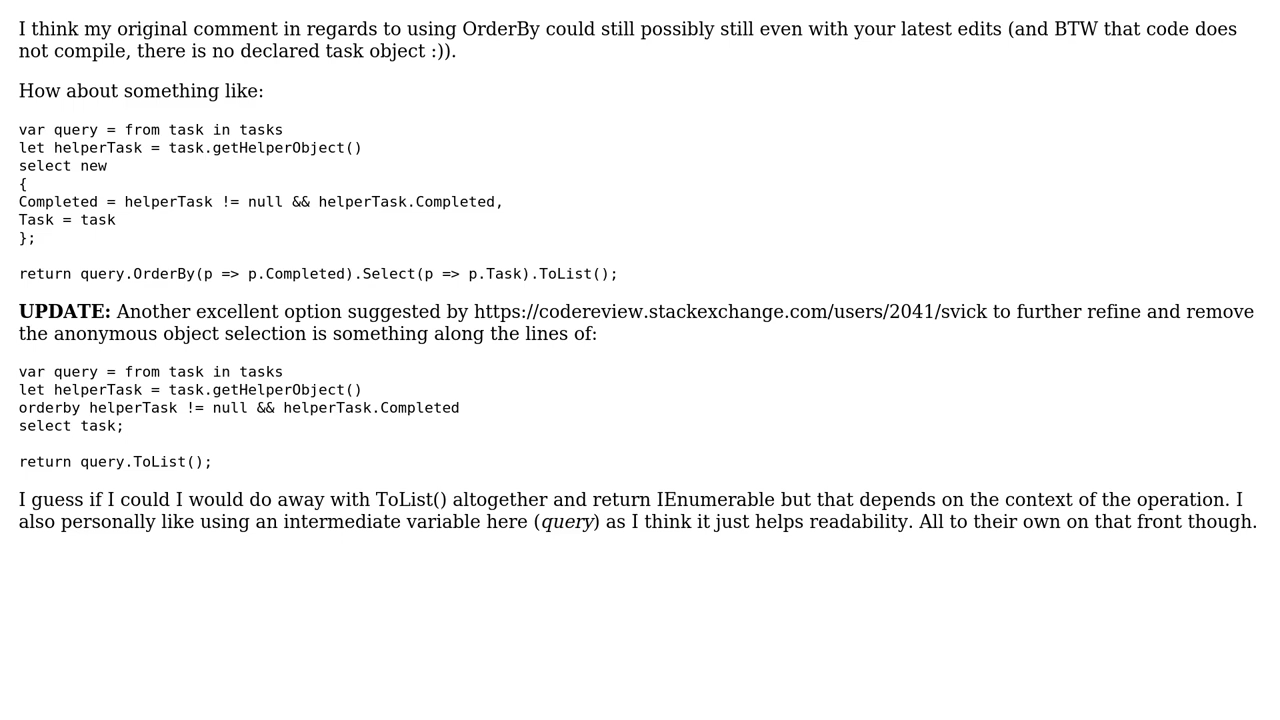 I think my original comment in regards to using OrderBy could still possibly still even with your latest edits (and BTW that code does
not compile, there is no declared task object :)).
How about something like:
var query = from task in tasks
let helperTask = task.getHelperObject()
select new
{
Completed = helperTask != null && helperTask.Completed,
Task = task
};
return query.OrderBy(p => p.Completed).Select(p => p.Task).ToList();
UPDATE: Another excellent option suggested by https://codereview.stackexchange.com/users/2041/svick to further refine and remove
the anonymous object selection is something along the lines of:
var query = from task in tasks
let helperTask = task.getHelperObject()
orderby helperTask != null && helperTask.Completed
select task;
return query.ToList();
I guess if I could I would do away with ToList() altogether and return IEnumerable but that depends on the context of the operation. I
also personally like using an intermediate variable here (query) as I think it just helps readability. All to their own on that front though.